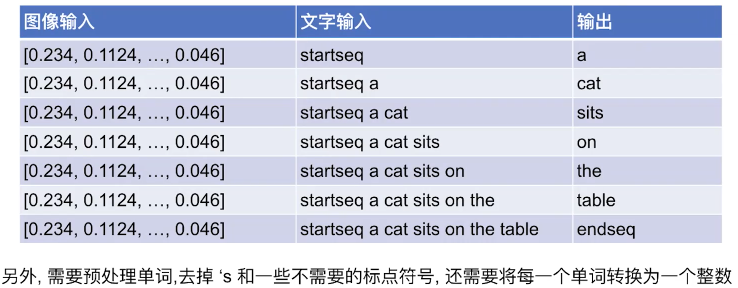 图像输入 文字输入 输出
[0.234, 0.1124, …, 0.046] startseq a
[0.234, 0.1124, …, 0.046] startseq a cat
[0.234, 0.1124, …, 0.046] startseq a cat sits
[0.234, 0.1124, …, 0.046] startseq a cat sits on
[0.234, 0.1124, …, 0.046] startseq a cat sits on the
[0.234, 0.1124, …, 0.046] startseq a cat sits on the table
[0.234, 0.1124, …, 0.046] startseq a cat sits on the table endseq
另外, 需要预处理单词,去掉 ‘s 和一些不需要的标点符号, 还需要将每一个单词转换为一个整数